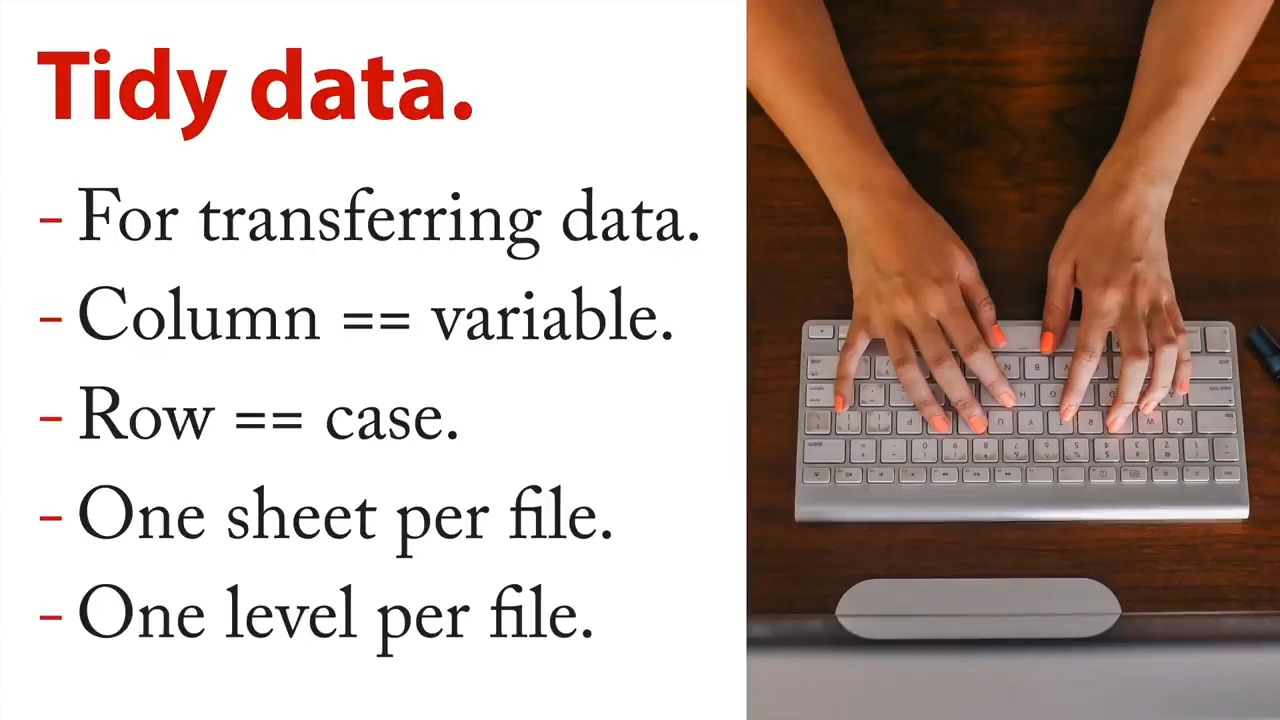 Tidy data.
- For transferring data.
- Column == variable.
- Row == case.
- One sheet per file.
- One level per file.